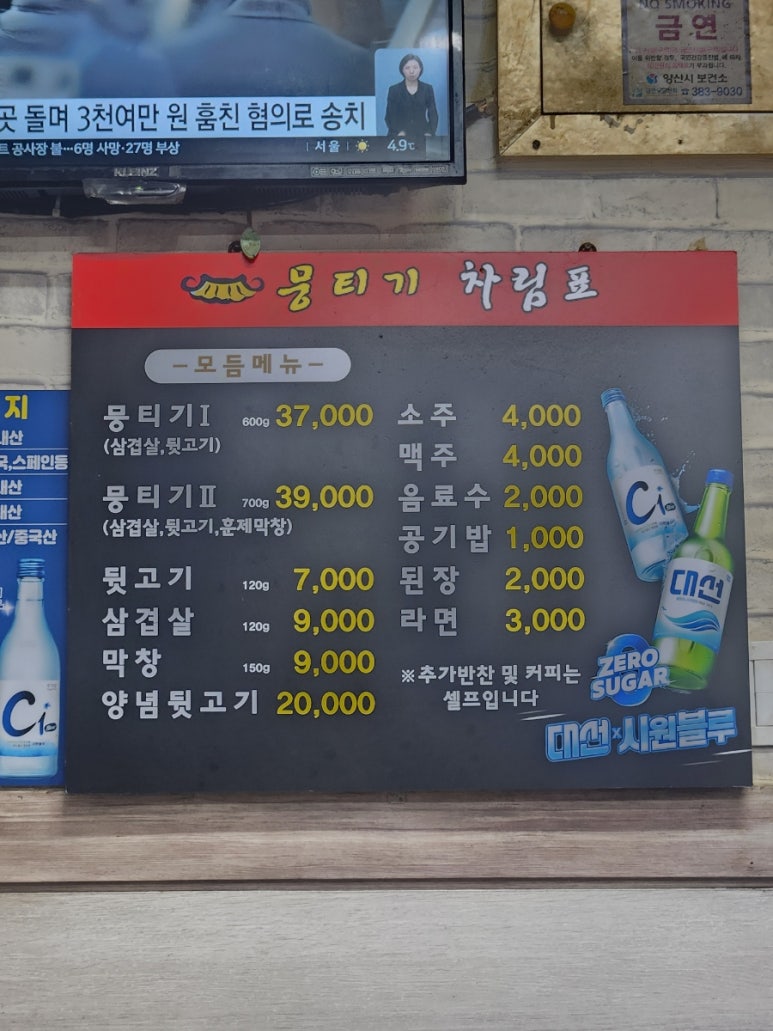 곳 돌며 3천여만 원 훔친 혐의로 송치
트 공사장 불…6명 사망·27명 부상
서울
4.9℃
KLEINZ
NO SMOKING
금연
양산시 보건소
☎ 383-9030
뭉티기 차림표
-모듬메뉴-
뭉티기Ⅰ 600g 37,000
(삼겹살,뒷고기)
뭉티기Ⅱ 700g 39,000
(삼겹살,뒷고기,훈제막창)
뒷고기 120g 7,000
삼겹살 120g 9,000
막창 150g 9,000
양념뒷고기 20,000
소주 4,000
맥주 4,000
음료수 2,000
공기밥 1,000
된장 2,000
라면 3,000
※추가반찬 및 커피는
셀프입니다
Ci
대선
ZERO
SUGAR
대선x시원블루
지
내산
국,스페인등
내산
내산
산/중국산
Ci